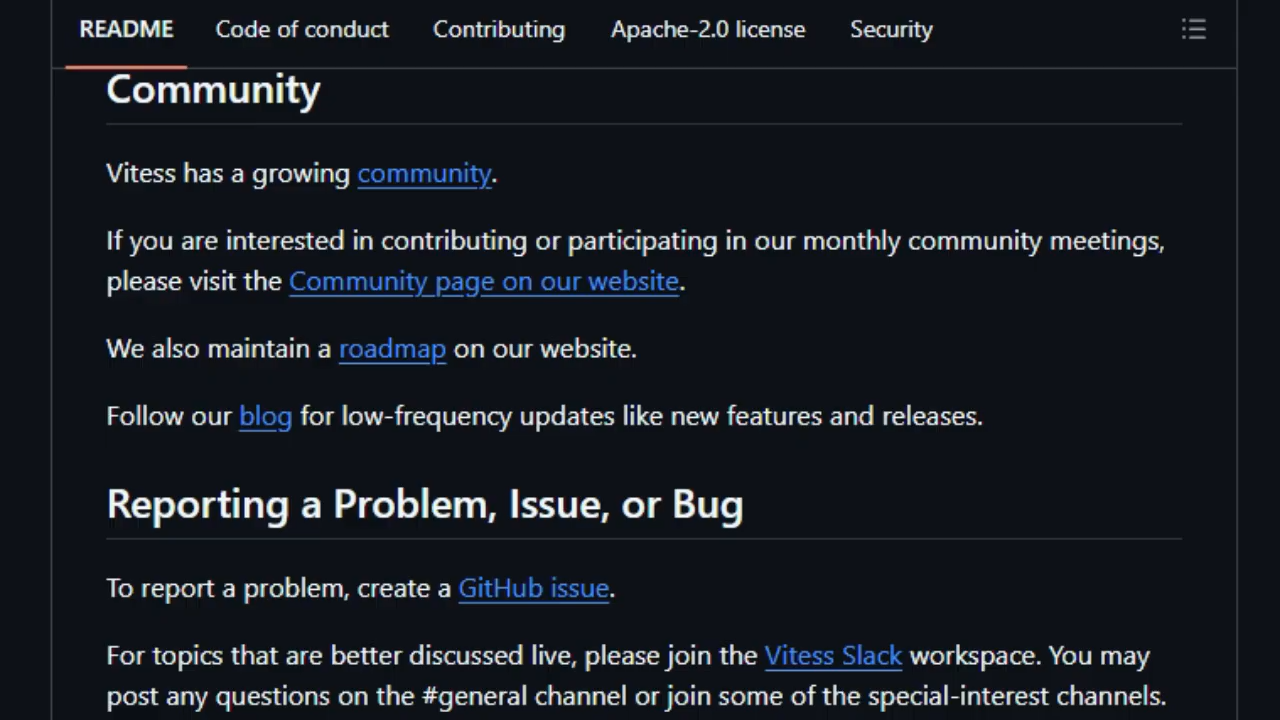 README Code of conduct Contributing Apache-2.0 license Security
Community
Vitess has a growing community.
If you are interested in contributing or participating in our monthly community meetings,
please visit the Community page on our website.
We also maintain a roadmap on our website.
Follow our blog for low-frequency updates like new features and releases.
Reporting a Problem, Issue, or Bug
To report a problem, create a GitHub issue.
For topics that are better discussed live, please join the Vitess Slack workspace. You may
post any questions on the #general channel or join some of the special-interest channels.